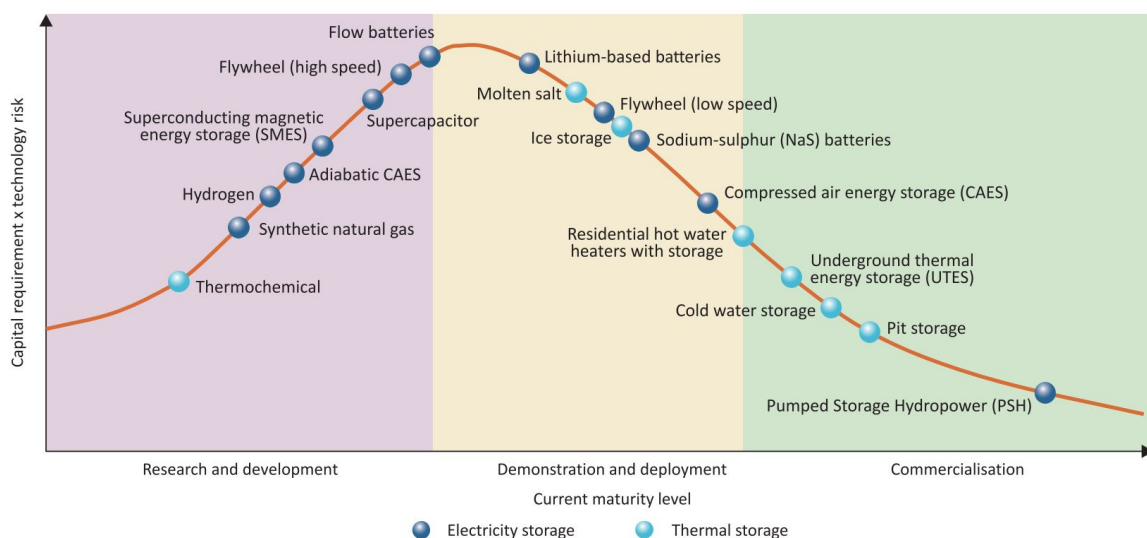 Capital requirement x technology risk
Flow batteries
Flywheel (high speed)
Supercapacitor
Superconducting magnetic
energy storage (SMES)
Adiabatic CAES
Hydrogen
Synthetic natural gas
Thermochemical
Lithium-based batteries
Molten salt
Flywheel (low speed)
Ice storage
Sodium-sulphur (NaS) batteries
Compressed air energy storage (CAES)
Residential hot water
heaters with storage
Underground thermal
energy storage (UTES)
Cold water storage
Pit storage
Pumped Storage Hydropower (PSH)
Research and development
Demonstration and deployment
Commercialisation
Current maturity level
Electricity storage
Thermal storage